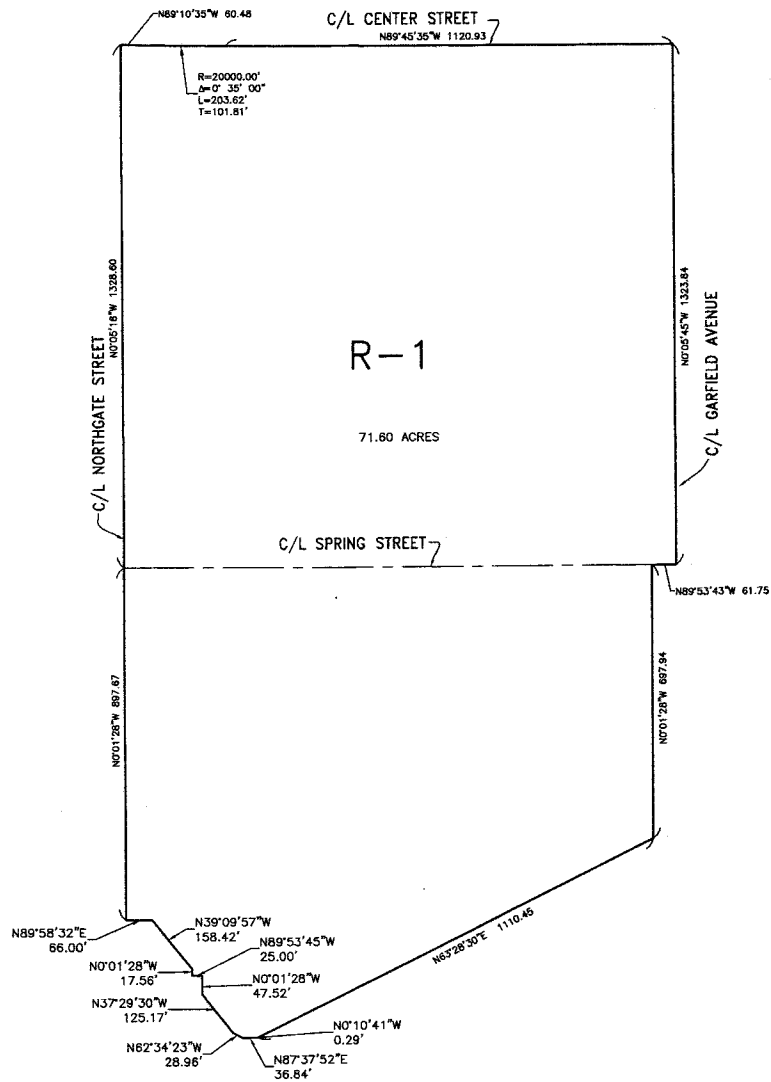 C/L CENTER STREET
N89°10'35"W 60.48
N89°45'35"W 1120.93
R=20000.00'
Δ=0° 35' 00"
L=203.62'
T=101.81'
N0°05'16"W 1328.60
N0°05'45"W 1323.84
C/L NORTHGATE STREET
C/L GARFIELD AVENUE
R-1
71.60 ACRES
C/L SPRING STREET
N89°53'43"W 61.75
N0°01'28"W 897.67
N0°01'28"W 697.94
N63°28'30"E 1110.45
N89°58'32"E
66.00'
N39°09'57"W
158.42'
N89°53'45"W
25.00'
N0°01'28"W
17.56'
N0°01'28"W
47.52'
N37°29'30"W
125.17'
N0°10'41"W
0.29'
N62°34'23"W
28.96'
N87°37'52"E
36.84'